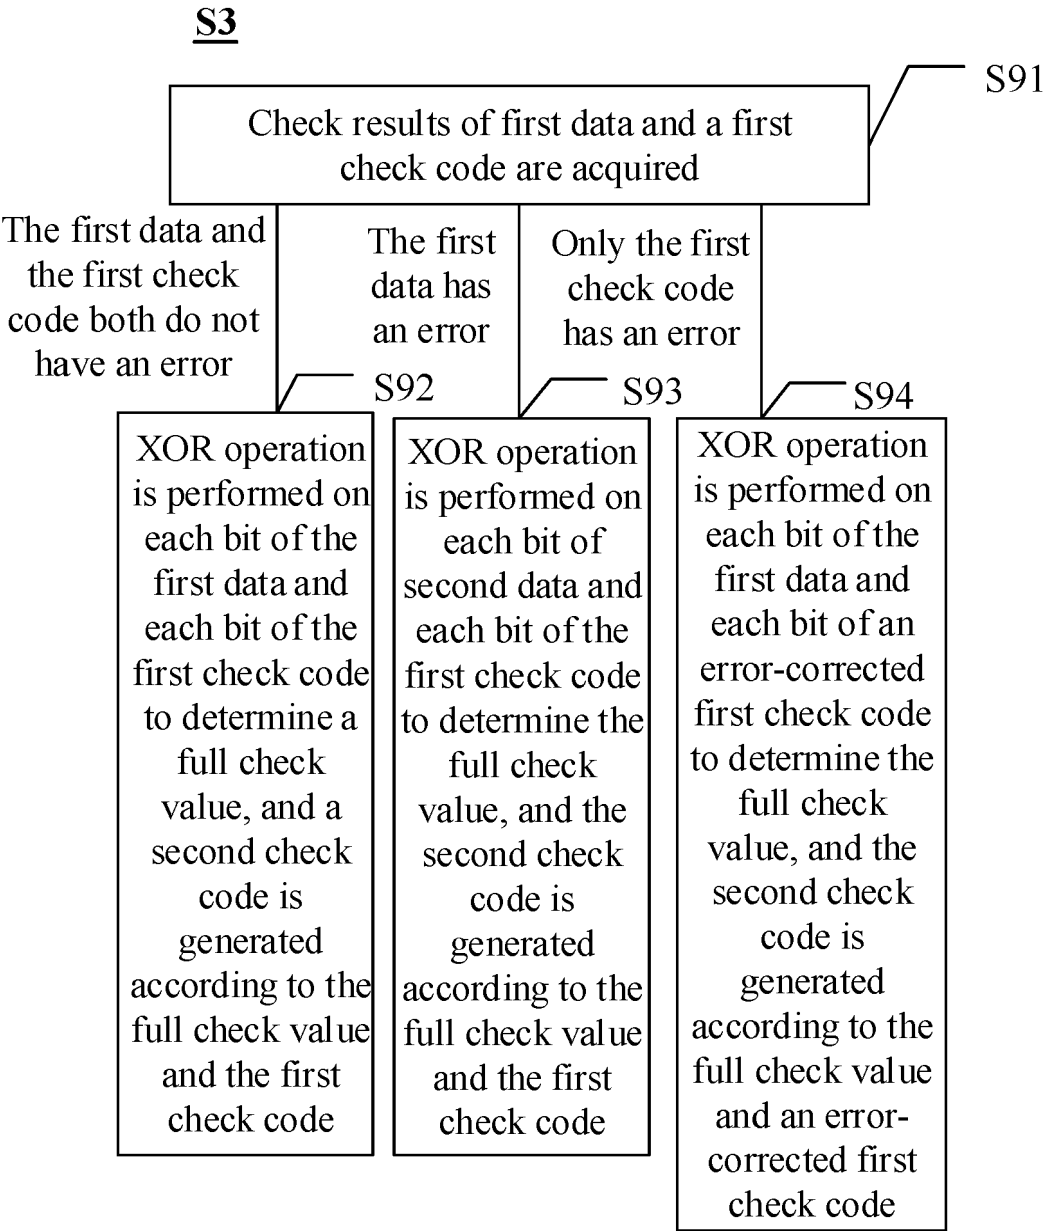 S3
S91
Check results of first data and a first
check code are acquired
The first data and
the first check
code both do not
have an error
The first
data has
an error
Only the first
check code
has an error
S92
S93
S94
XOR operation
is performed on
each bit of the
first data and
each bit of the
first check code
to determine a
full check
value, and a
second check
code is
generated
according to the
full check value
and the first
check code
XOR operation
is performed on
each bit of
second data and
each bit of the
first check code
to determine the
full check
value, and the
second check
code is
generated
according to the
full check value
and the first
check code
XOR operation
is performed on
each bit of the
first data and
each bit of an
error-corrected
first check code
to determine the
full check
value, and the
second check
code is
generated
according to the
full check value
and an error-
corrected first
check code